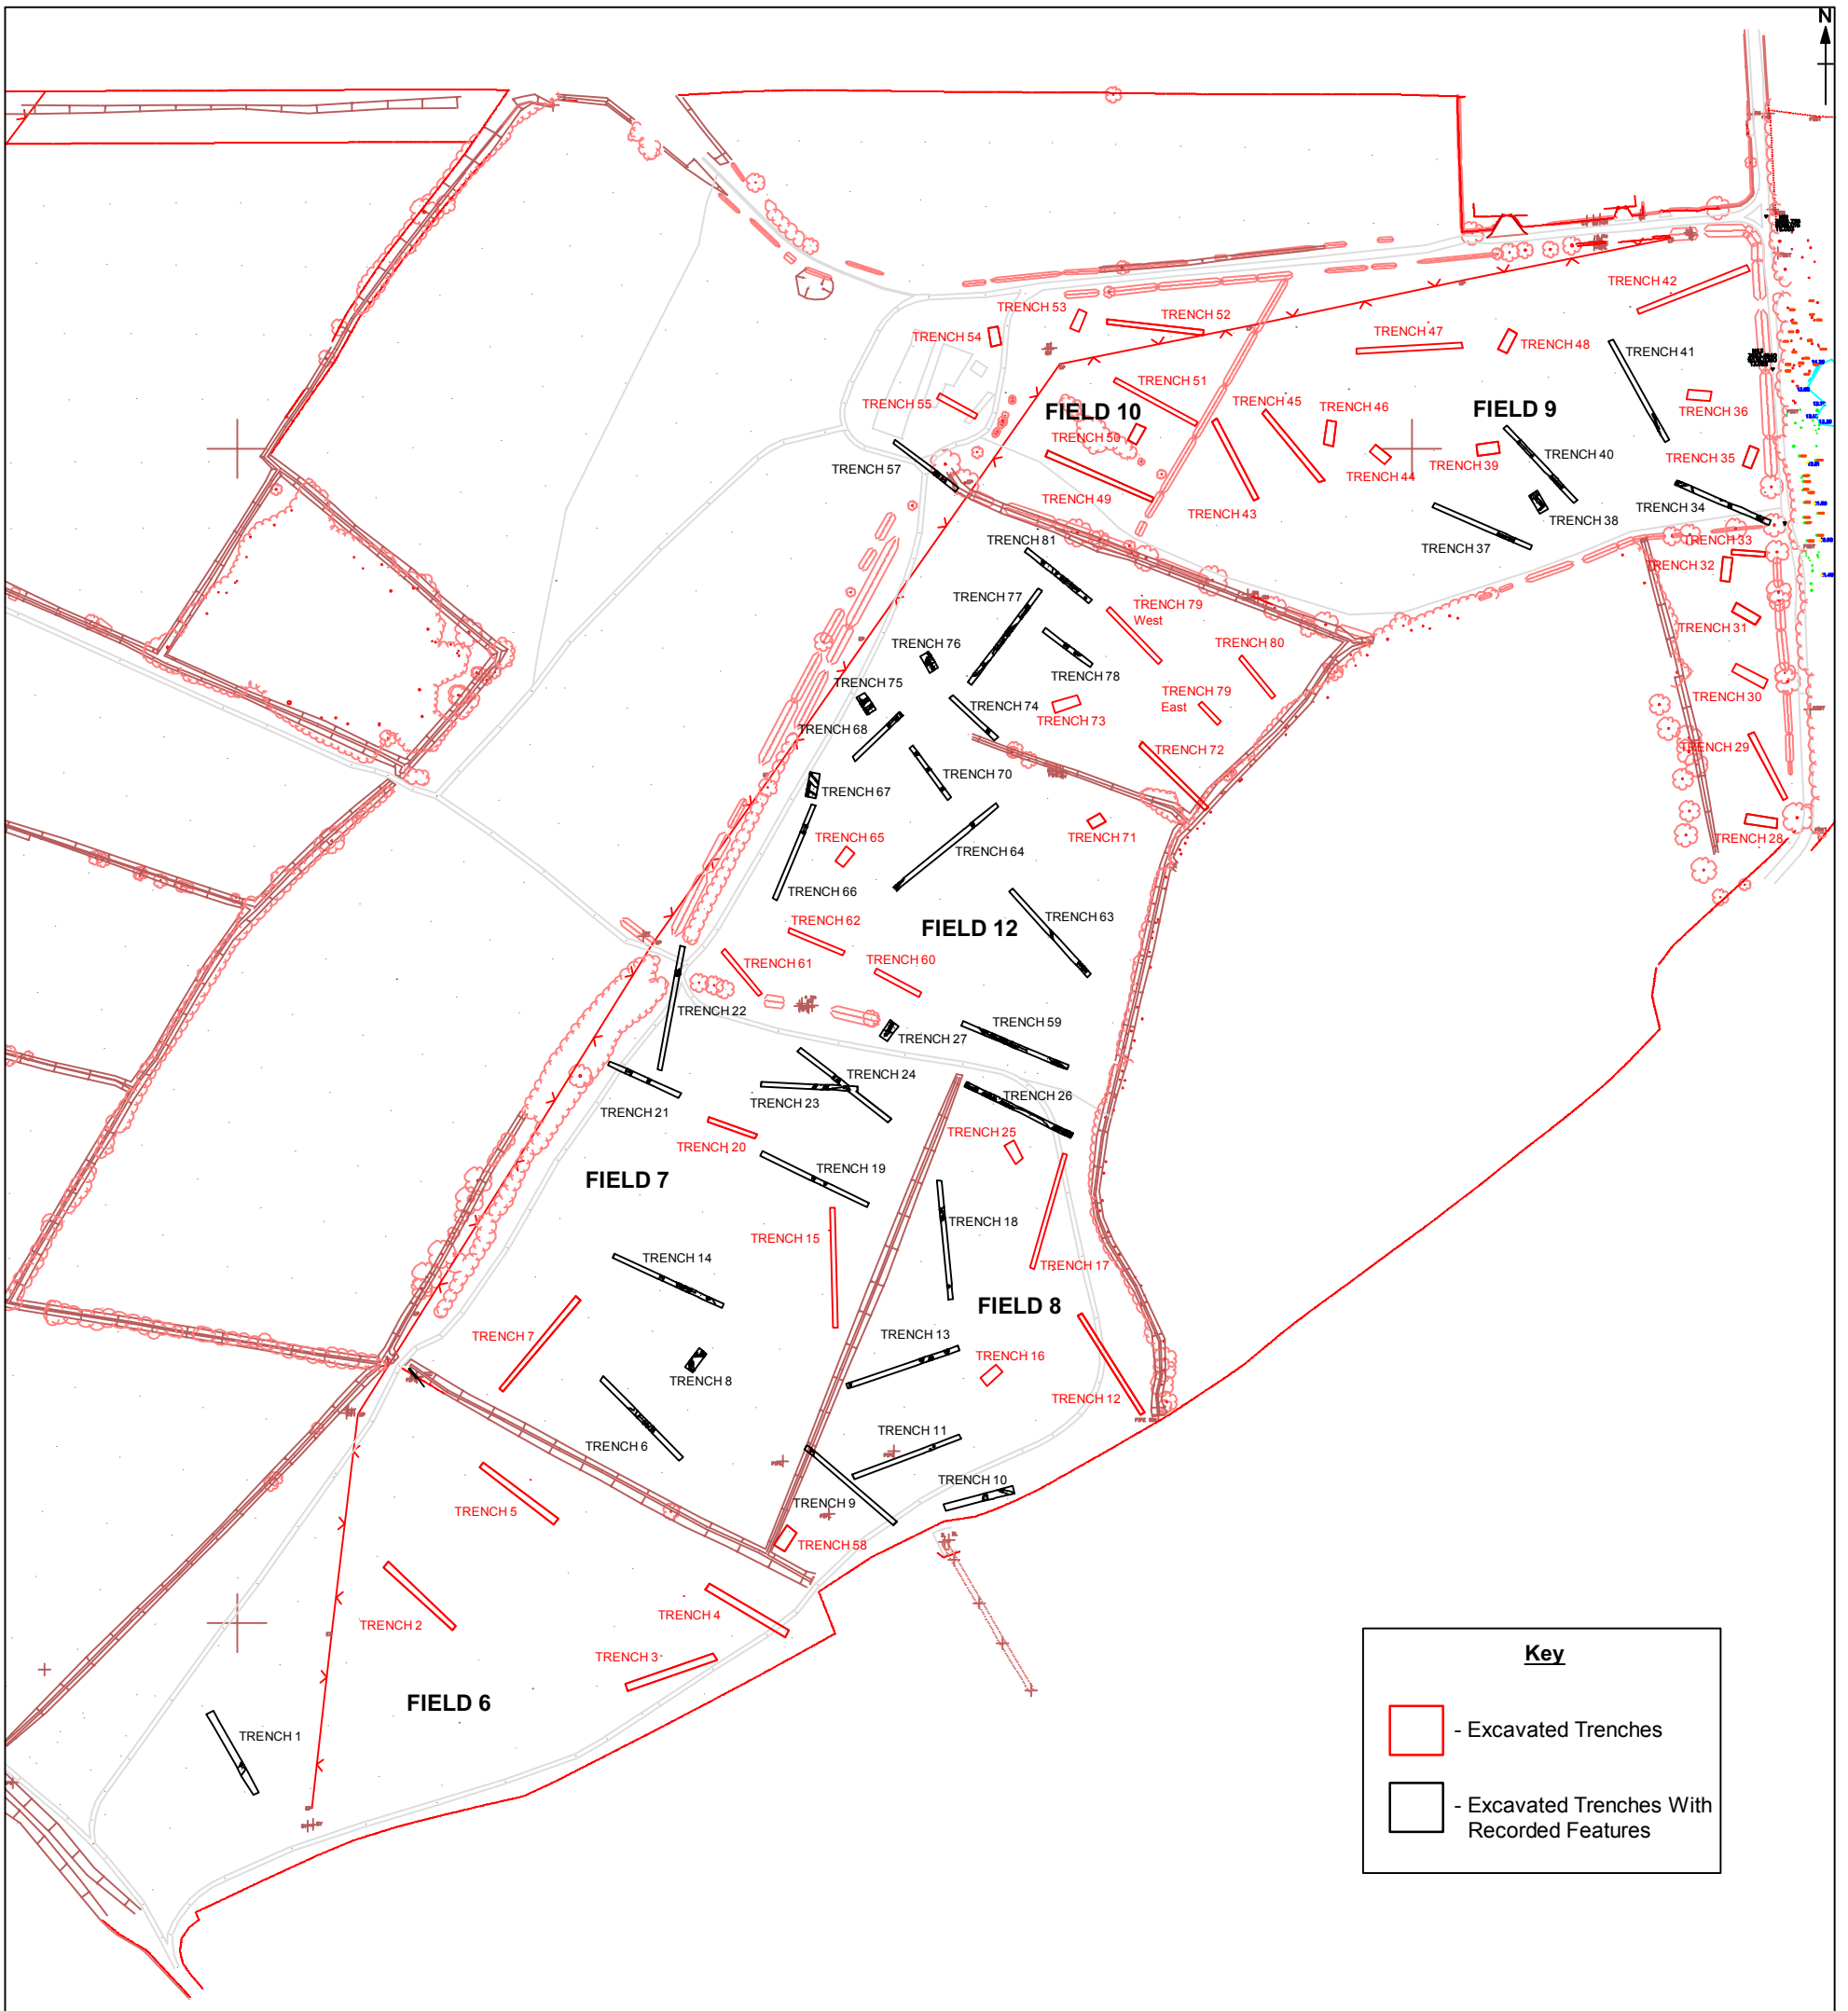 N
TRENCH 42
TRENCH 53
TRENCH 52
TRENCH 54
TRENCH 47
TRENCH 48
TRENCH 41
TRENCH 51
TRENCH 55
FIELD 10
TRENCH 45
TRENCH 46
FIELD 9
TRENCH 36
TRENCH 50
TRENCH 57
TRENCH 39
TRENCH 40
TRENCH 35
TRENCH 44
TRENCH 49
TRENCH 43
TRENCH 38
TRENCH 34
TRENCH 37
TRENCH 81
TRENCH 33
TRENCH 32
TRENCH 77
TRENCH 79
West
TRENCH 31
TRENCH 76
TRENCH 80
TRENCH 78
TRENCH 75
TRENCH 79
East
TRENCH 30
TRENCH 74
TRENCH 73
TRENCH 68
TRENCH 72
TRENCH 29
TRENCH 70
TRENCH 67
TRENCH 65
TRENCH 71
TRENCH 28
TRENCH 64
TRENCH 66
TRENCH 63
TRENCH 62
FIELD 12
TRENCH 61
TRENCH 60
TRENCH 22
TRENCH 59
TRENCH 27
TRENCH 24
TRENCH 26
TRENCH 23
TRENCH 21
TRENCH 25
TRENCH 20
TRENCH 19
FIELD 7
TRENCH 18
TRENCH 15
TRENCH 14
TRENCH 17
FIELD 8
TRENCH 7
TRENCH 13
TRENCH 16
TRENCH 8
TRENCH 12
TRENCH 11
TRENCH 6
TRENCH 10
TRENCH 5
TRENCH 9
TRENCH 58
TRENCH 4
TRENCH 2
TRENCH 3
Key
FIELD 6
- Excavated Trenches
TRENCH 1
- Excavated Trenches With
Recorded Features